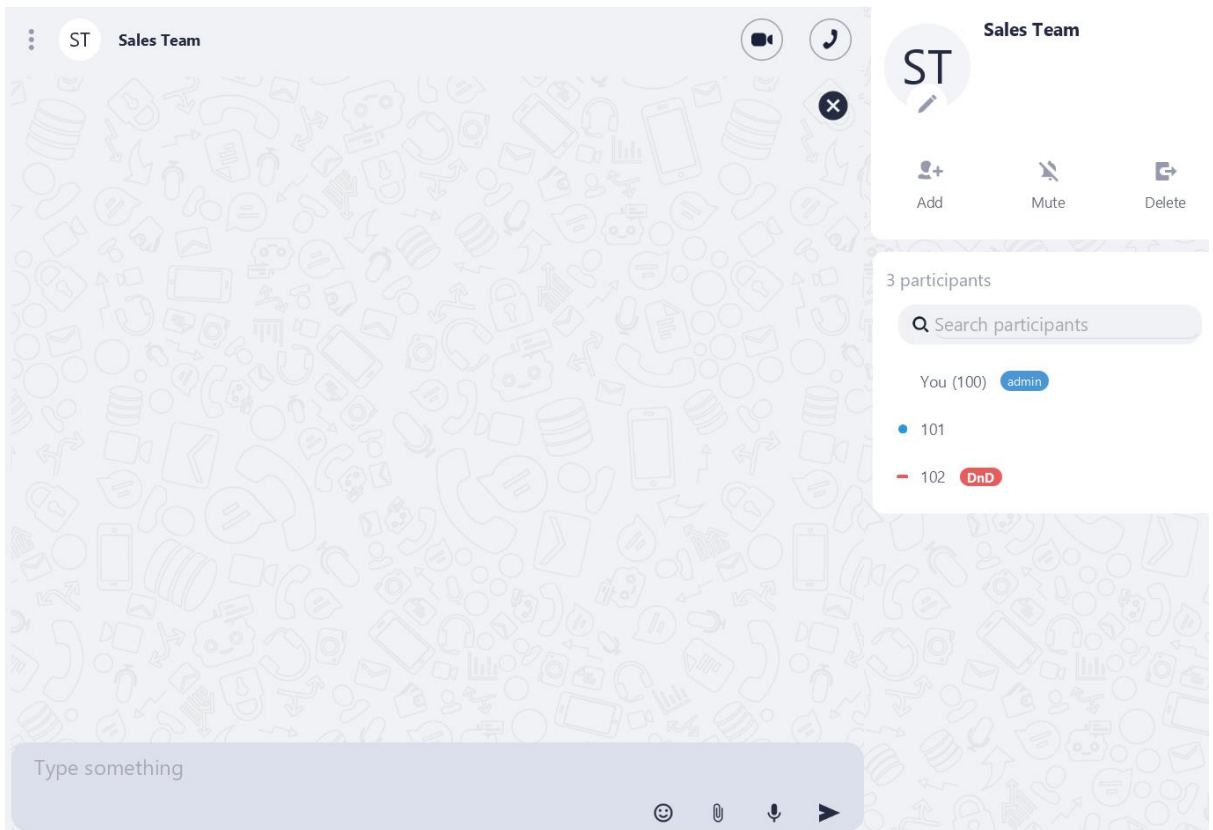 ST Sales Team
ST
Sales Team
Add Mute Delete
3 participants
Search participants
You (100) admin
101
102 DnD
Type something